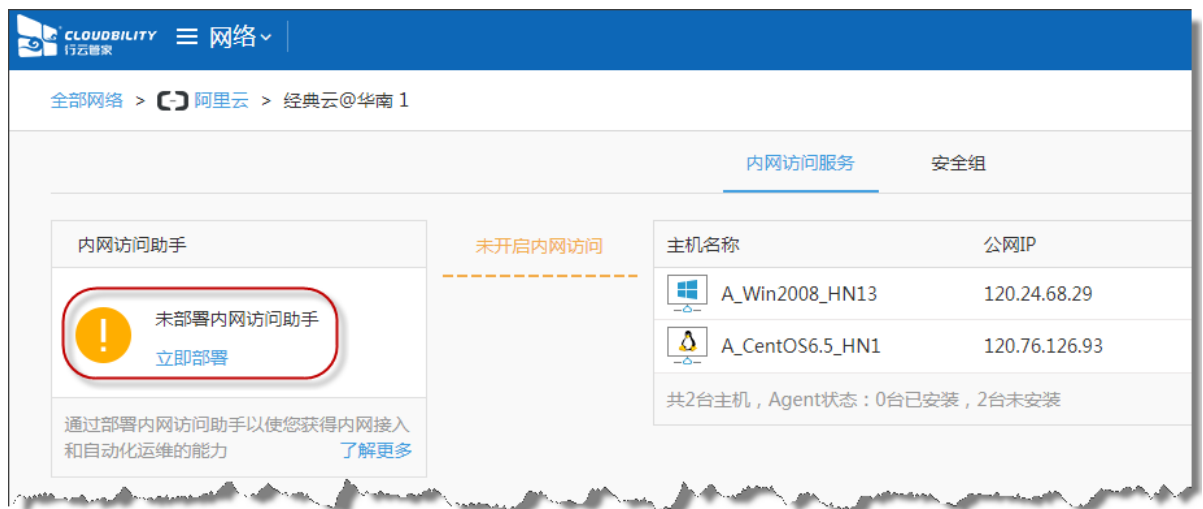 CLOUDBILITY
行云管家
网络
全部网络 > 阿里云 > 经典云@华南 1
内网访问服务 安全组
内网访问助手
未部署内网访问助手
立即部署
通过部署内网访问助手以使您获得内网接入
和自动化运维的能力 了解更多
未开启内网访问
主机名称 公网IP
A_Win2008_HN13 120.24.68.29
A_CentOS6.5_HN1 120.76.126.93
共2台主机，Agent状态：0台已安装，2台未安装